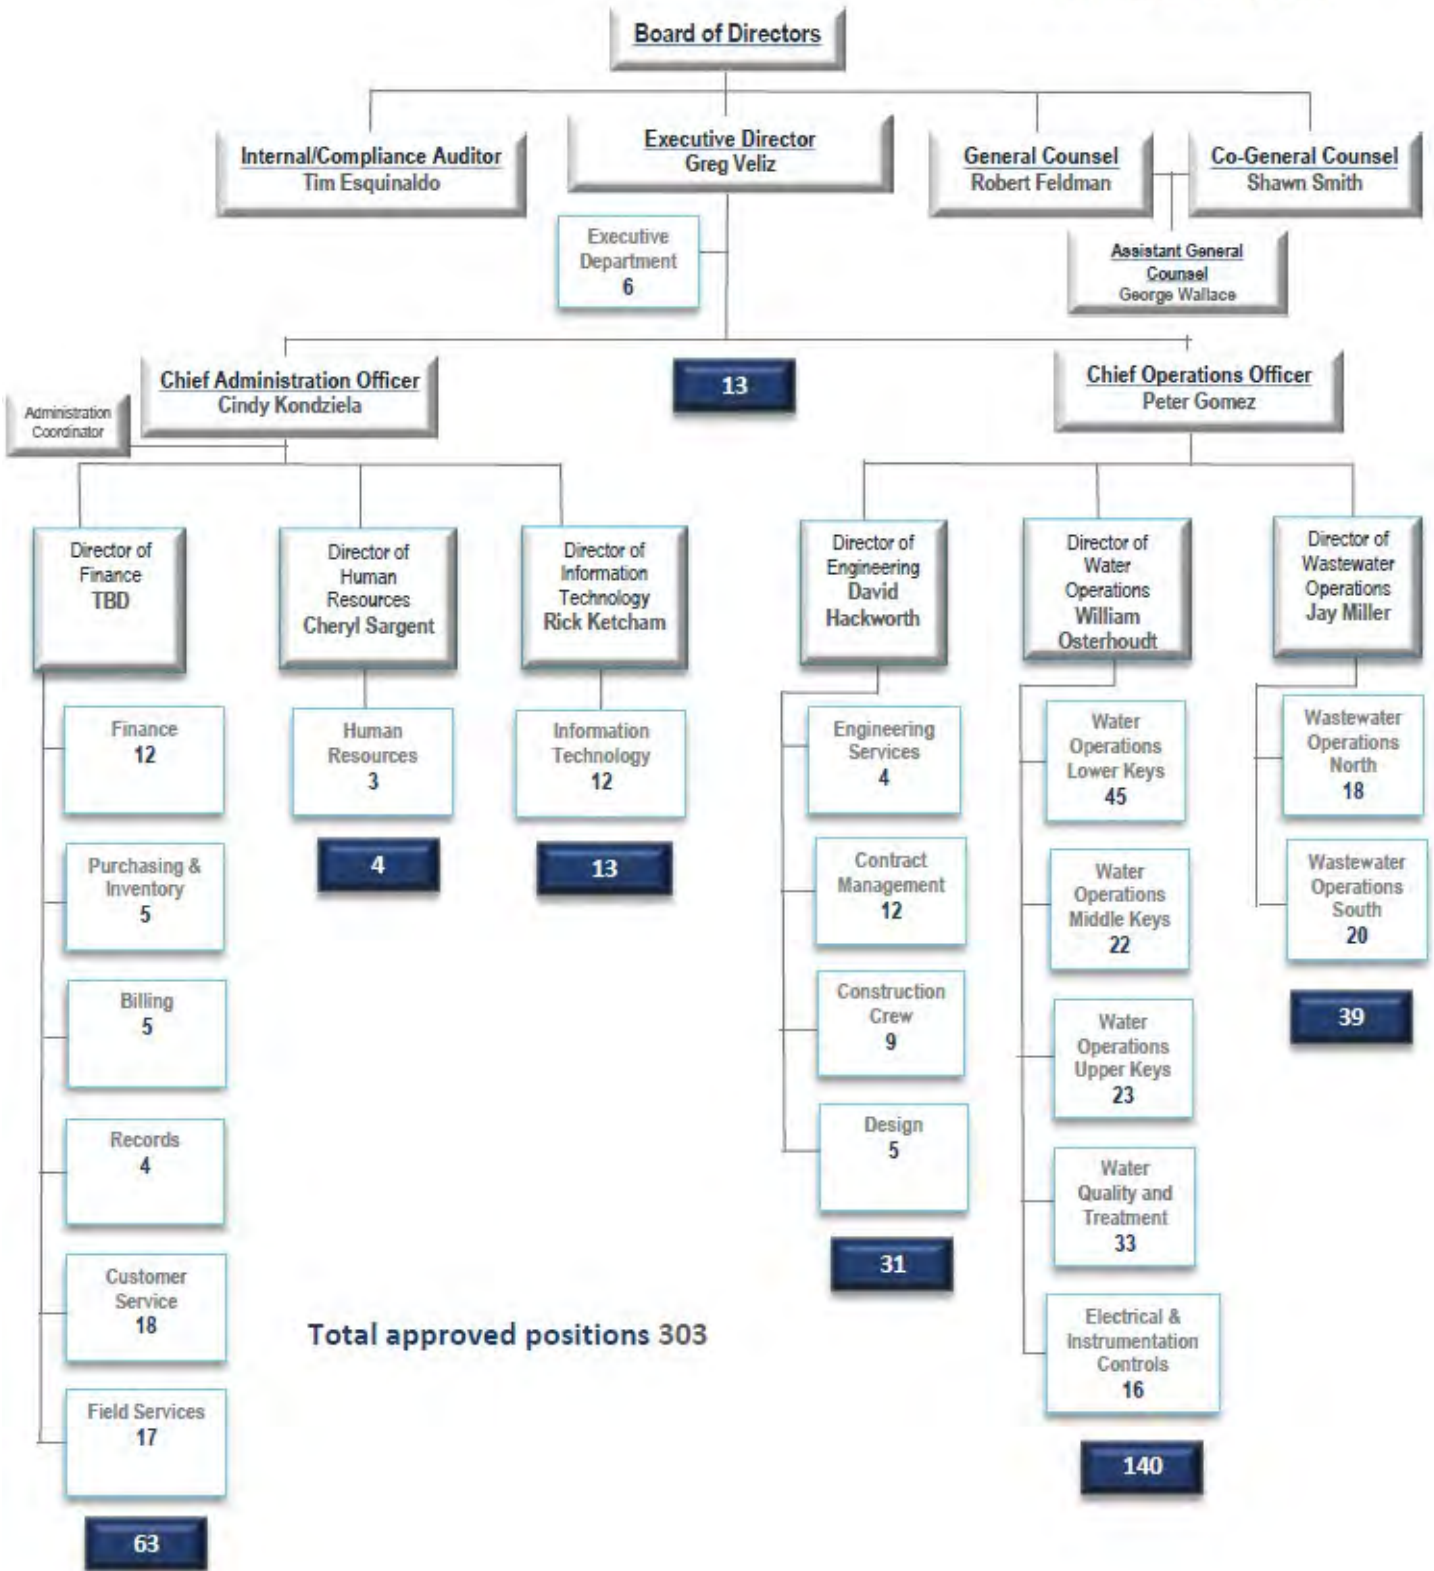 Board of Directors
Internal/Compliance Auditor
Tim Esquinaldo
Executive Director
Greg Veliz
General Counsel
Robert Feldman
Co-General Counsel
Shawn Smith
Executive
Department
6
Assistant General
Counsel
George Wallace
Chief Administration Officer
Cindy Kondziela
13
Chief Operations Officer
Peter Gomez
Administration
Coordinator
Director of
Finance
TBD
Director of
Human
Resources
Cheryl Sargent
Director of
Information
Technology
Rick Ketcham
Director of
Engineering
David
Hackworth
Director of
Water
Operations
William
Osterhoudt
Director of
Wastewater
Operations
Jay Miller
Finance
12
Purchasing &
Inventory
5
Billing
5
Records
4
Customer
Service
18
Field Services
17
63
Human
Resources
3
4
Information
Technology
12
13
Engineering
Services
4
Contract
Management
12
Construction
Crew
9
Design
5
31
Water
Operations
Lower Keys
45
Water
Operations
Middle Keys
22
Water
Operations
Upper Keys
23
Water
Quality and
Treatment
33
Electrical &
Instrumentation
Controls
16
140
Wastewater
Operations
North
18
Wastewater
Operations
South
20
39
Total approved positions 303